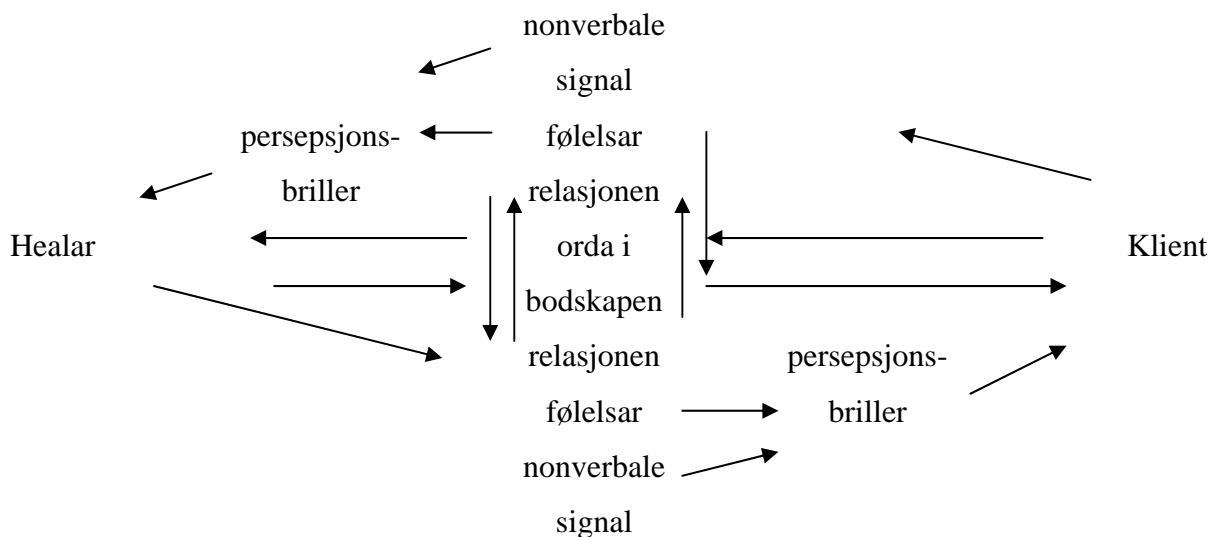 nonverbale
signal
persepsjons- følelsar
briller relasjonen
Healar orda i Klient
bodskapen
relasjonen persepsjons-
følelsar briller
nonverbale
signal